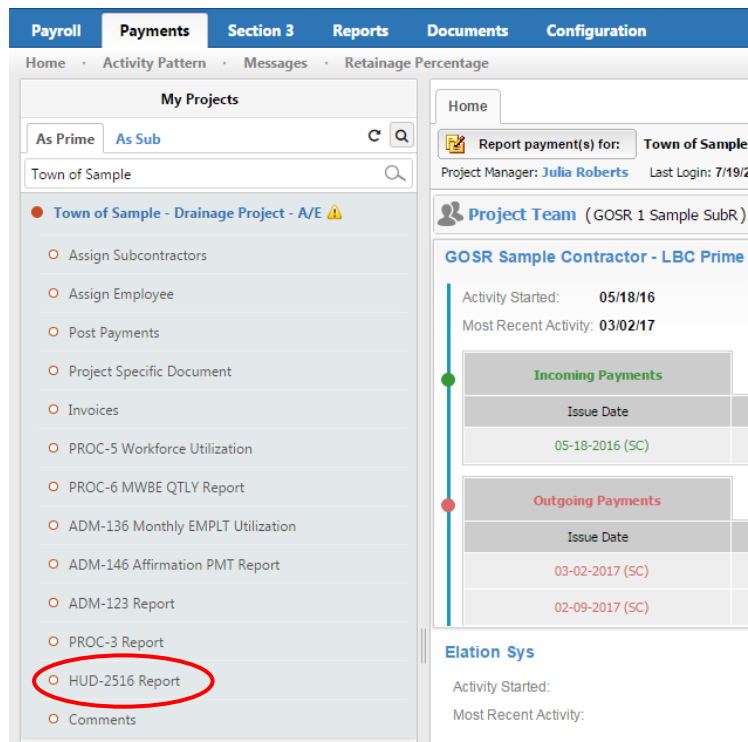 Payroll Payments Section 3 Reports Documents Configuration
Home · Activity Pattern · Messages · Retainage Percentage
My Projects
As Prime As Sub
Town of Sample
Town of Sample - Drainage Project - A/E
Assign Subcontractors
Assign Employee
Post Payments
Project Specific Document
Invoices
PROC-5 Workforce Utilization
PROC-6 MWBE QTLY Report
ADM-136 Monthly EMPLT Utilization
ADM-146 Affirmation PMT Report
ADM-123 Report
PROC-3 Report
HUD-2516 Report
Comments
Home
Report payment(s) for: Town of Sample
Project Manager: Julia Roberts Last Login: 7/19/2
Project Team (GOSR 1 Sample SubR)
GOSR Sample Contractor - LBC Prime
Activity Started: 05/18/16
Most Recent Activity: 03/02/17
Incoming Payments
Issue Date
05-18-2016 (SC)
Outgoing Payments
Issue Date
03-02-2017 (SC)
02-09-2017 (SC)
Elation Sys
Activity Started:
Most Recent Activity: